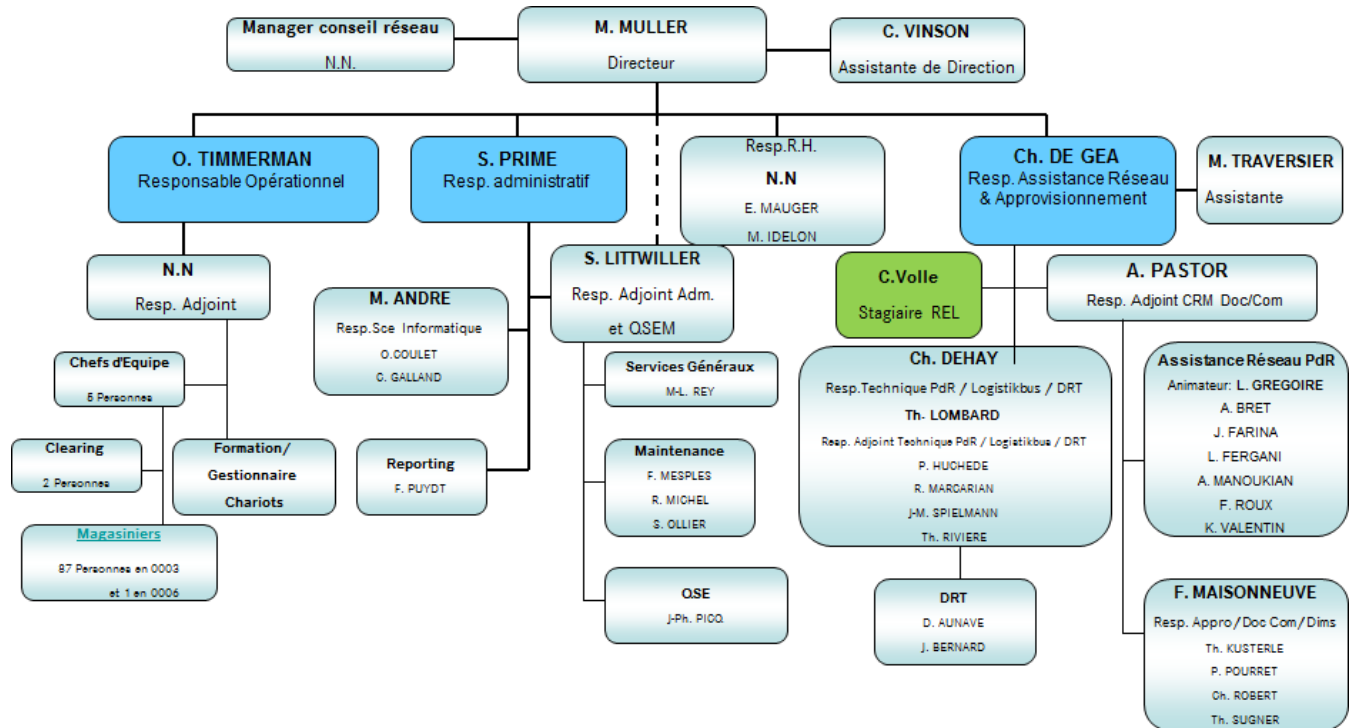 Manager conseil réseau
N.N.
M. MULLER
Directeur
C. VINSON
Assistante de Direction
O. TIMMERMAN
Responsable Opérationnel
S. PRIME
Resp. administratif
Resp.R.H.
N.N
E. MAUGER
M. IDELON
Ch. DE GEA
Resp. Assistance Réseau
& Approvisionnement
M. TRAVERSIER
Assistante
N.N
Resp. Adjoint
S. LITTWILLER
Resp. Adjoint Adm.
et QSEM
C.Volle
Stagiaire REL
A. PASTOR
Resp. Adjoint CRM Doc/Com
M. ANDRE
Resp.Sce Informatique
O.COULET
C. GALLAND
Chefs d'Equipe
5 Personnes
Services Généraux
M-L. REY
Ch. DEHAY
Resp.Technique PdR / Logistikbus / DRT
Th. LOMBARD
Resp. Adjoint Technique PdR / Logistikbus / DRT
P. HUCHEDE
R. MARGARIAN
J-M. SPIELMANN
Th. RIVIERE
Assistance Réseau PdR
Animateur: L. GREGOIRE
A. BRET
J. FARINA
L. FERGANI
A. MANOUKIAN
F. ROUX
K. VALENTIN
Clearing
2 Personnes
Formation/
Gestionnaire
Chariots
Reporting
F. PUYDT
Maintenance
F. MESPLES
R. MICHEL
S. OLLIER
Magasiniers
87 Personnes en 0003
et 1 en 0006
QSE
J-Ph. PICQ.
DRT
D. AUNAVE
J. BERNARD
F. MAISONNEUVE
Resp. Appro/Doc Com/Dims
Th. KUSTERLE
P. POURRET
Ch. ROBERT
Th. SUGNER